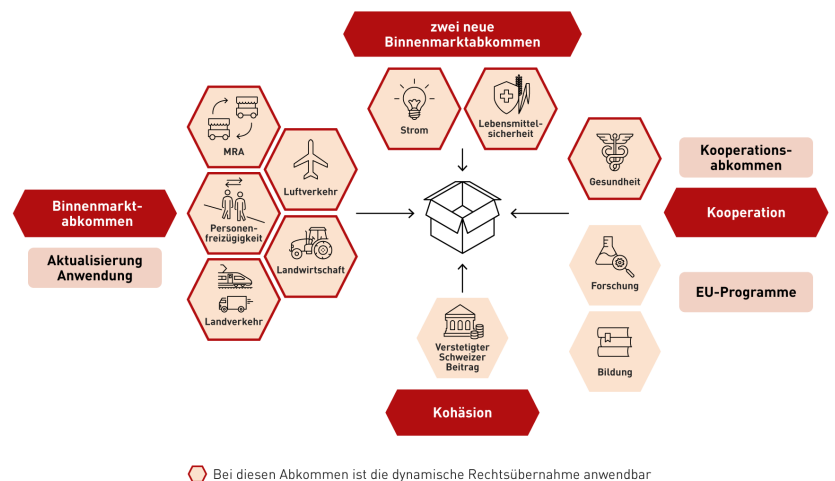 zwei neue
Binnenmarktabkommen
Strom
Lebensmittel-
sicherheit
MRA
Luftverkehr
Personen-
freizügigkeit
Landwirtschaft
Landverkehr
Binnenmarkt-
abkommen
Aktualisierung
Anwendung
Gesundheit
Kooperations-
abkommen
Kooperation
Forschung
EU-Programme
Bildung
Verstetigter
Schweizer
Beitrag
Kohäsion
Bei diesen Abkommen ist die dynamische Rechtsübernahme anwendbar